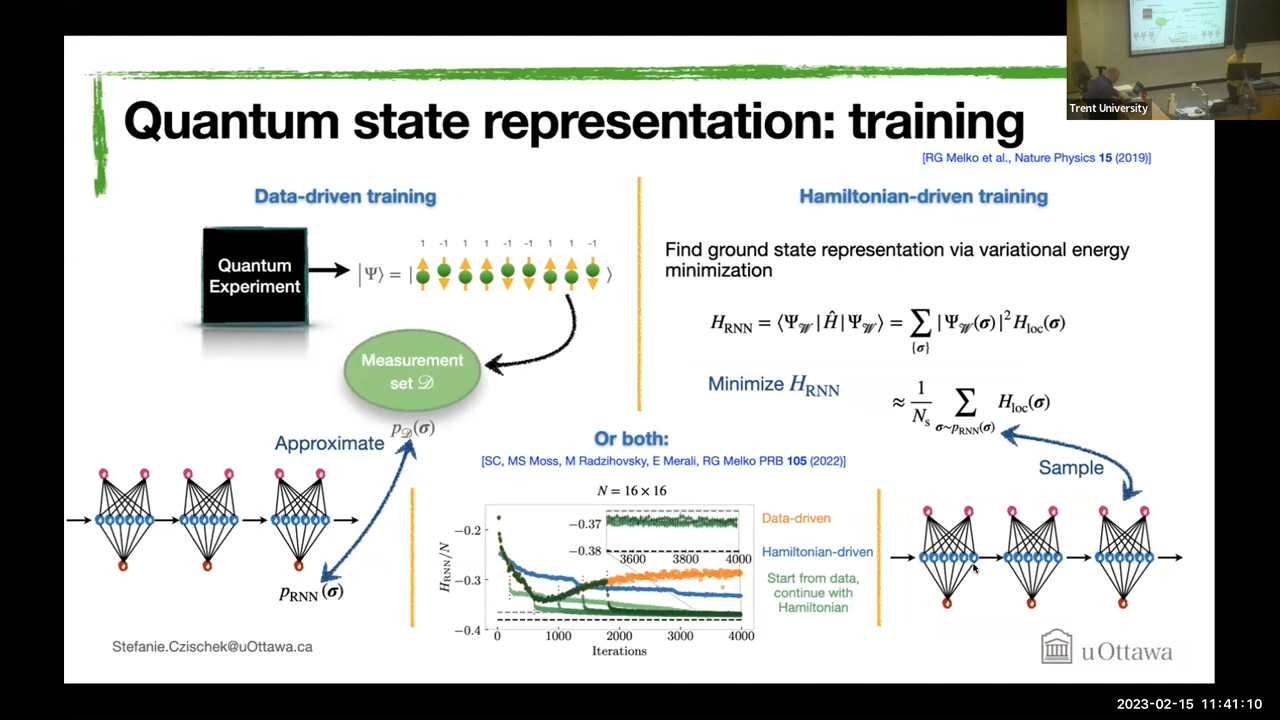 Trent University
Quantum state representation: training
[RG Melko et al., Nature Physics 15 (2019)]
Data-driven training
Quantum
Experiment
|Ψ⟩ = | ⟩
1 -1 1 1 -1 -1 1 1 -1
Measurement
set 𝒟
p𝒟(σ)
Approximate
pRNN(σ)
Hamiltonian-driven training
Find ground state representation via variational energy
minimization
H_RNN = ⟨Ψ_𝒲|Ĥ|Ψ_𝒲⟩ = ∑_{σ} |Ψ_𝒲(σ)|² H_loc(σ)
Minimize H_RNN
≈ 1/N_s ∑_{σ~p_RNN(σ)} H_loc(σ)
Sample
Or both:
[SC, MS Moss, M Radzihovsky, E Merali, RG Melko PRB 105 (2022)]
N = 16 × 16
H_RNN/N
−0.2
−0.3
−0.4
−0.37
−0.38
3600 3800 4000
0 1000 2000 3000 4000
Iterations
Data-driven
Hamiltonian-driven
Start from data,
continue with
Hamiltonian
Stefanie.Czischek@uOttawa.ca
uOttawa
2023-02-15 11:41:10